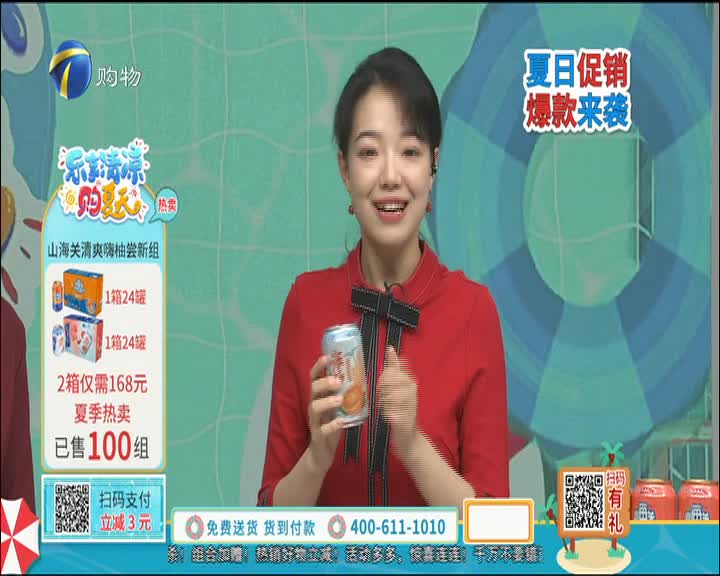 购物
夏日促销
爆款来袭
乐享清凉
购夏天
热卖
山海关清爽嗨柚尝新组
1箱24罐
1箱24罐
2箱仅需168元
夏季热卖
已售100组
扫码支付
立减3元
免费送货 货到付款
400-611-1010
扫码有礼
杀！组合加赠！热销好物立减！活动多多，惊喜连连！千万不要错